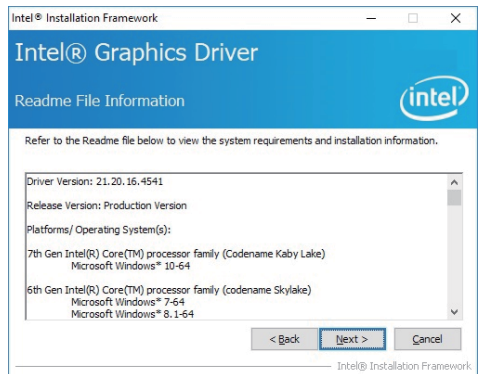 Intel® Installation Framework
Intel® Graphics Driver
Readme File Information
intel
Refer to the Readme file below to view the system requirements and installation information.
Driver Version: 21.20.16.4541
Release Version: Production Version
Platforms/ Operating System(s):
7th Gen Intel(R) Core(TM) processor family (Codename Kaby Lake)
Microsoft Windows* 10-64
6th Gen Intel(R) Core(TM) processor family (codename Skylake)
Microsoft Windows* 7-64
Microsoft Windows* 8.1-64
< Back Next > Cancel
Intel® Installation Framework